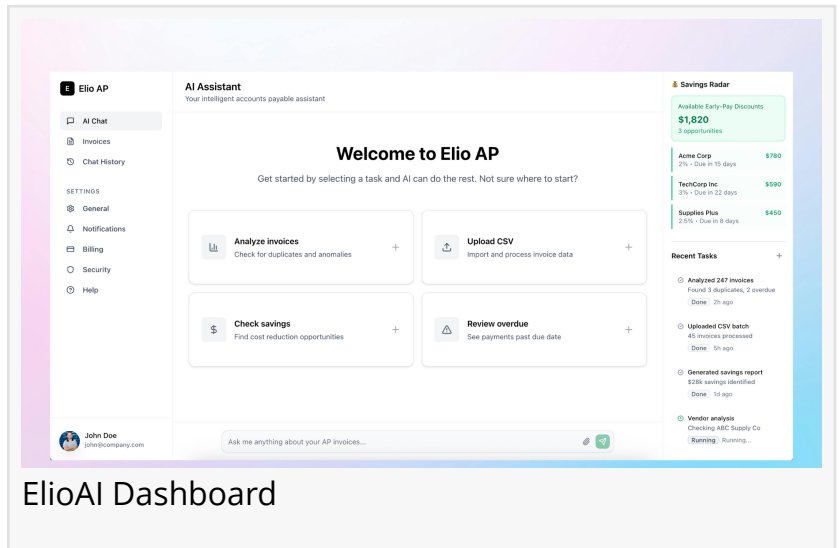 E Elio AP
AI Chat
Invoices
Chat History
SETTINGS
General
Notifications
Billing
Security
Help
John Doe
john@company.com
AI Assistant
Your intelligent accounts payable assistant
Welcome to Elio AP
Get started by selecting a task and AI can do the rest. Not sure where to start?
Analyze invoices
Check for duplicates and anomalies
Upload CSV
Import and process invoice data
Check savings
Find cost reduction opportunities
Review overdue
See payments past due date
Ask me anything about your AP invoices...
Savings Radar
Available Early-Pay Discounts
$1,820
3 opportunities
Acme Corp $780
2% • Due in 15 days
TechCorp Inc $590
3% • Due in 22 days
Supplies Plus $450
2.5% • Due in 8 days
Recent Tasks
Analyzed 247 invoices
Found 3 duplicates, 2 overdue
Done 2h ago
Uploaded CSV batch
45 invoices processed
Done 5h ago
Generated savings report
$28k savings identified
Done 1d ago
Vendor analysis
Checking ABC Supply Co
Running Running...
ElioAI Dashboard